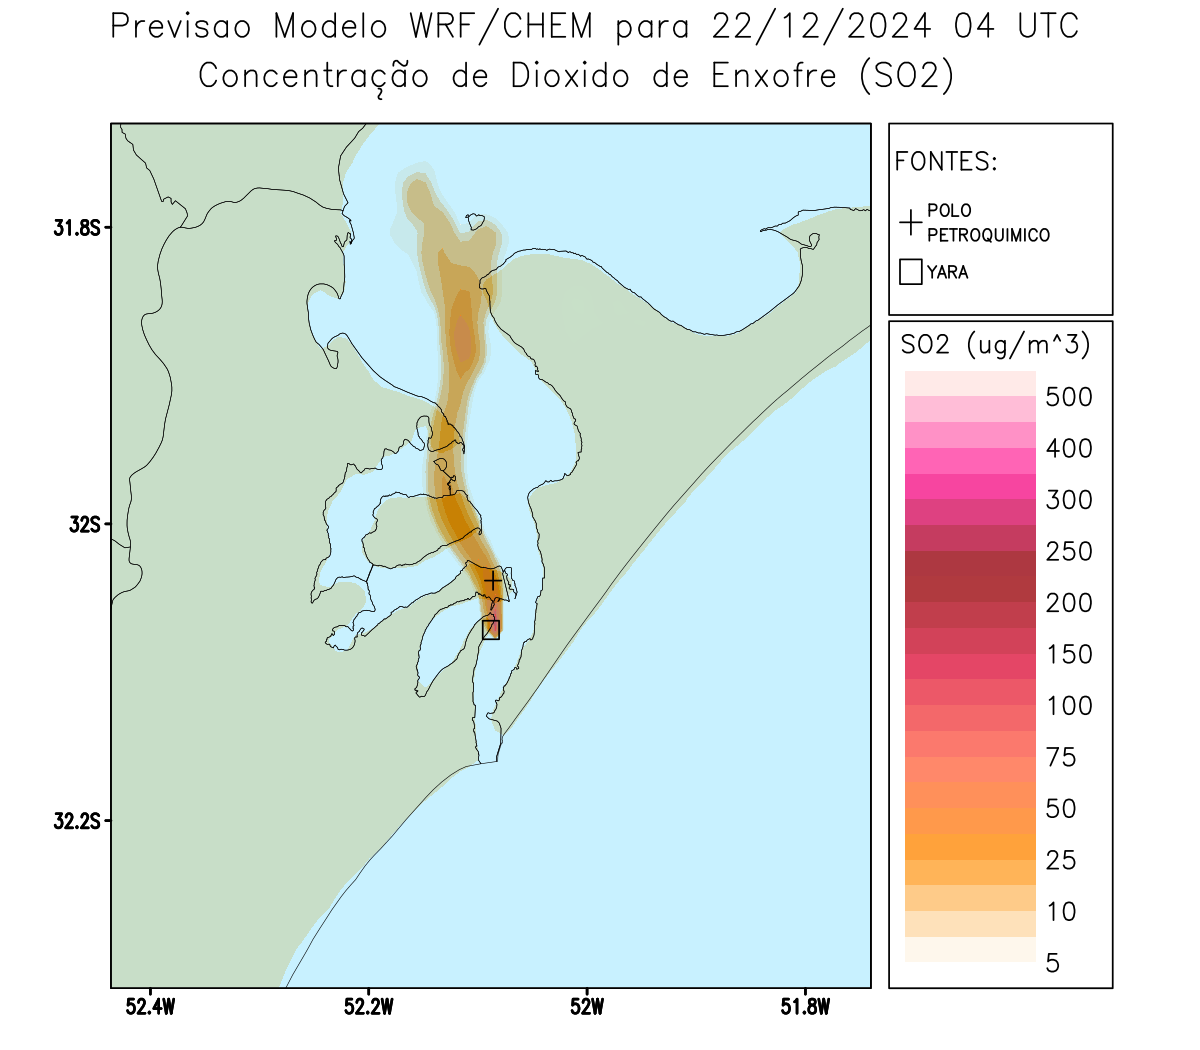 Previsao Modelo WRF/CHEM para 22/12/2024 04 UTC
Concentração de Dioxido de Enxofre (SO2)
FONTES:
POLO
PETROQUIMICO
YARA
SO2 (ug/m^3)
500
400
300
250
200
150
100
75
50
25
10
5
31.8S
32S
32.2S
52.4W
52.2W
52W
51.8W